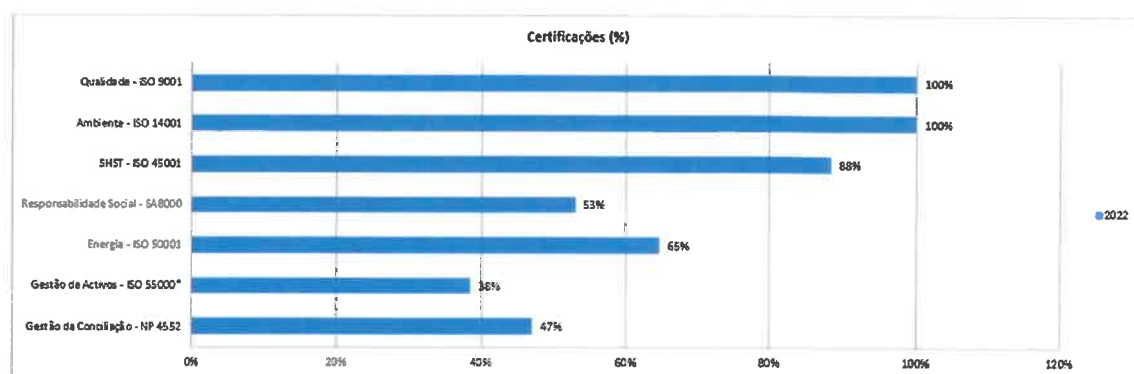 Certificações (%)
Qualidade - ISO 9001
100%
Ambiente - ISO 14001
100%
SHST - ISO 45001
88%
Responsabilidade Social - SA8000
53%
Energia - ISO 50001
65%
Gestão de Activos - ISO 55000*
38%
Gestão da Conciliação - NP 4552
47%
2022
0% 20% 40% 60% 80% 100% 120%